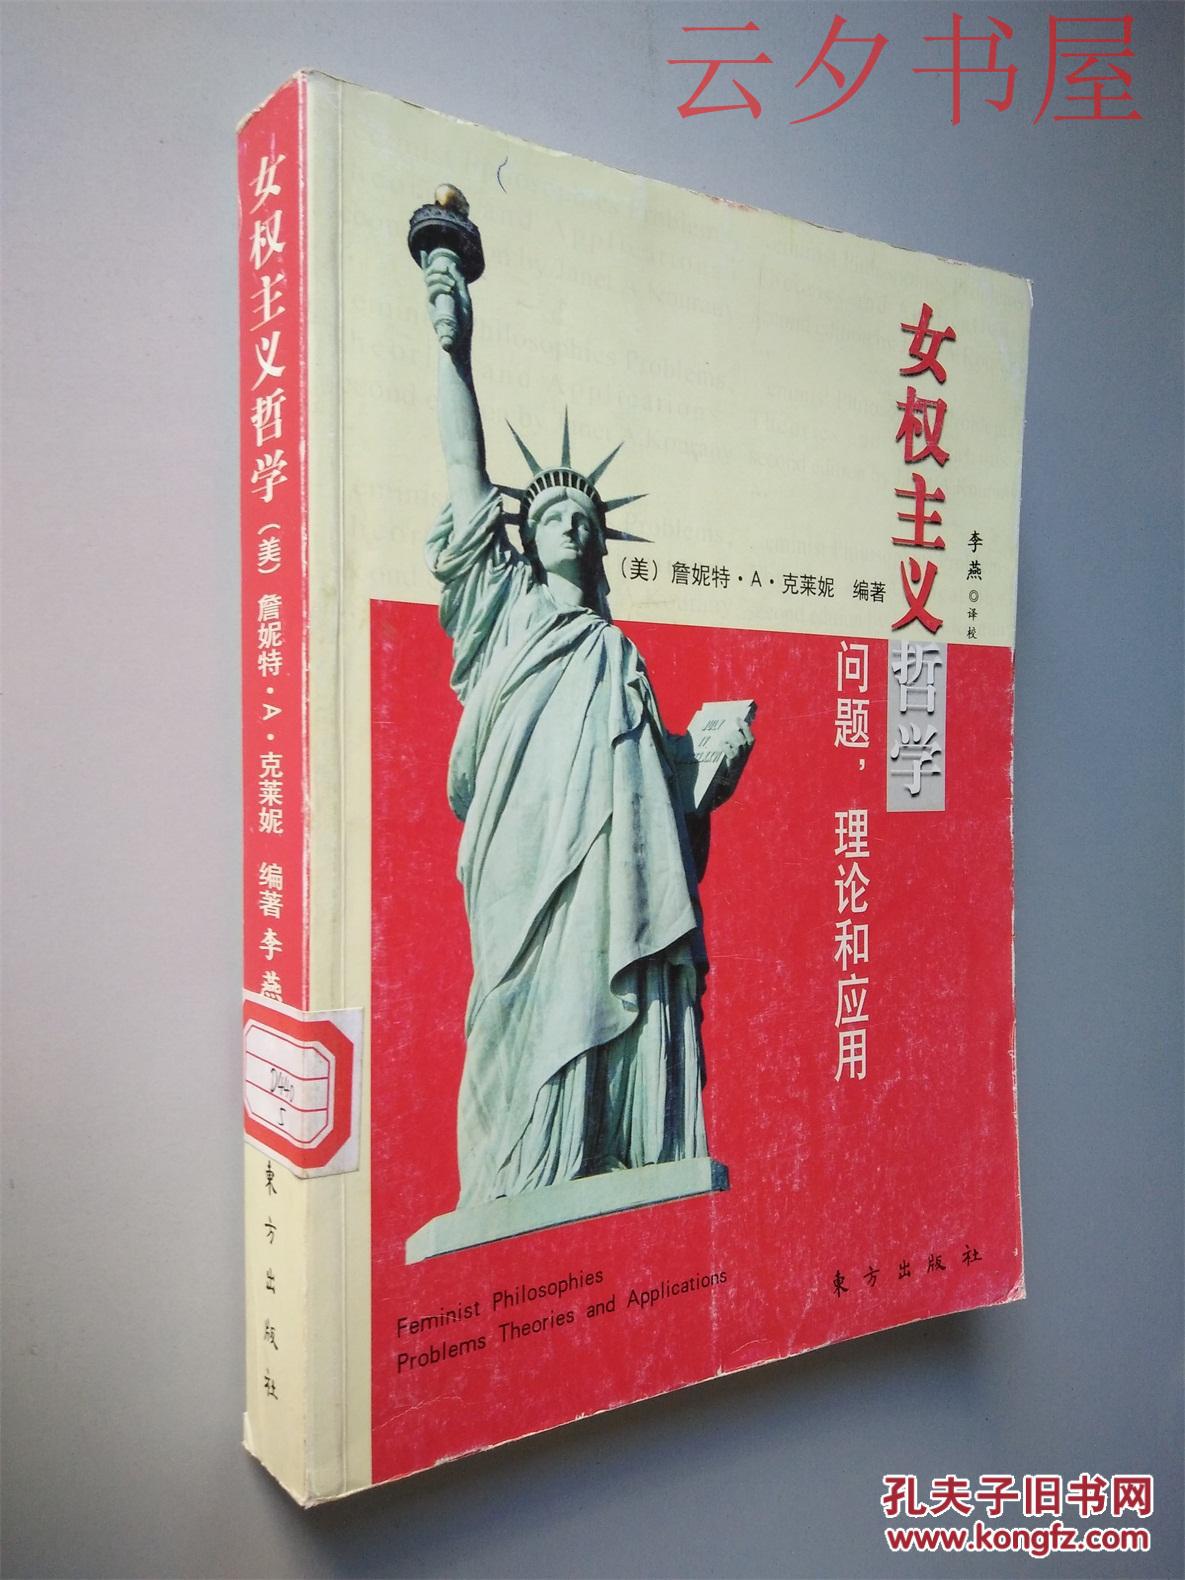 云夕书屋
女权主义哲学
(美) 詹妮特·A·克莱妮 编著 李燕
D440
5
東方出版社
女权主义哲学
李燕◎译校
(美) 詹妮特·A·克莱妮 编著
问题，理论和应用
Feminist Philosophies
Problems Theories and Applications
東方出版社
孔夫子旧书网
www.kongfz.com